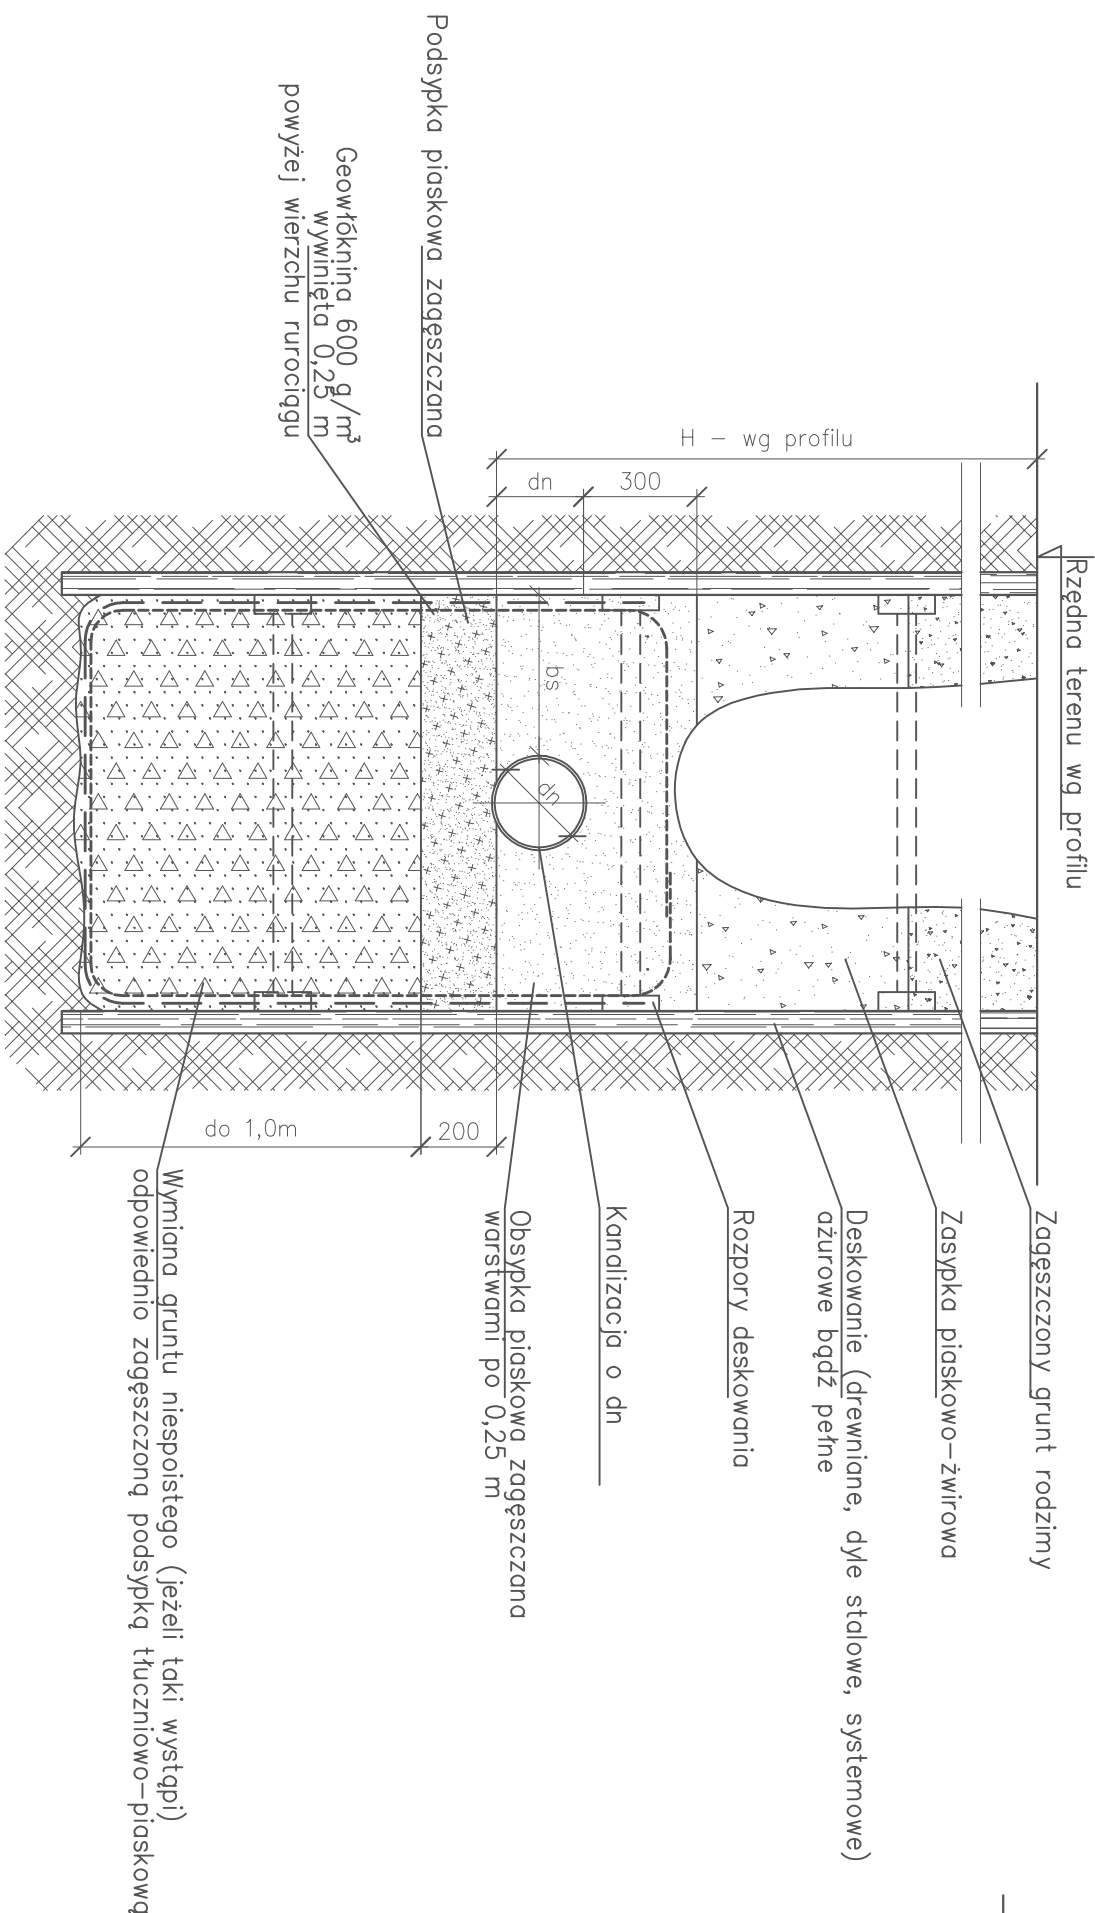 Rzędna terenu wg profilu
Zagęszczony grunt rodzimy
Zasypka piaskowo-żwirowa
Deskowanie (drewniane, dyle stalowe, systemowe)
ażurowe bądź pełne
Rozpory deskowania
Kanalizacja o dn
Obsypka piaskowa zagęszczana
warstwami po 0,25 m
Wymiana gruntu niespoistego (jeżeli taki wystąpi)
odpowiednio zagęszczoną podsypką tłuczniowo-piaskową
Podsypka piaskowa zagęszczana
Geowłóknina 600 g/m³
wywinięta 0,25 m
powyżej wierzchu rurociągu
H - wg profilu
dn
300
bs
dn
do 1,0m
200